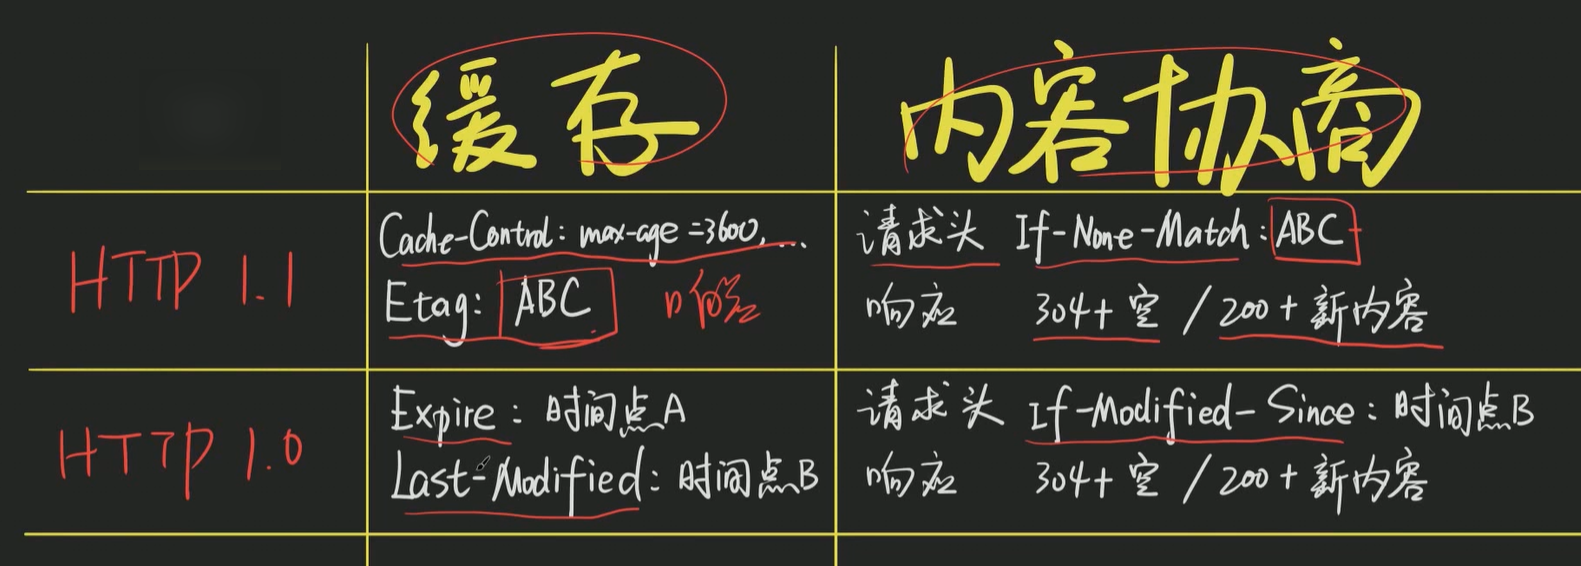 缓存
内容协商
HTTP 1.1
Cache-Control: max-age=3600, ...
Etag: ABC
请求头 If-None-Match: ABC
响应 304+空 / 200+新内容
HTTP 1.0
Expire: 时间点A
Last-Modified: 时间点B
请求头 If-Modified-Since: 时间点B
响应 304+空 / 200+新内容